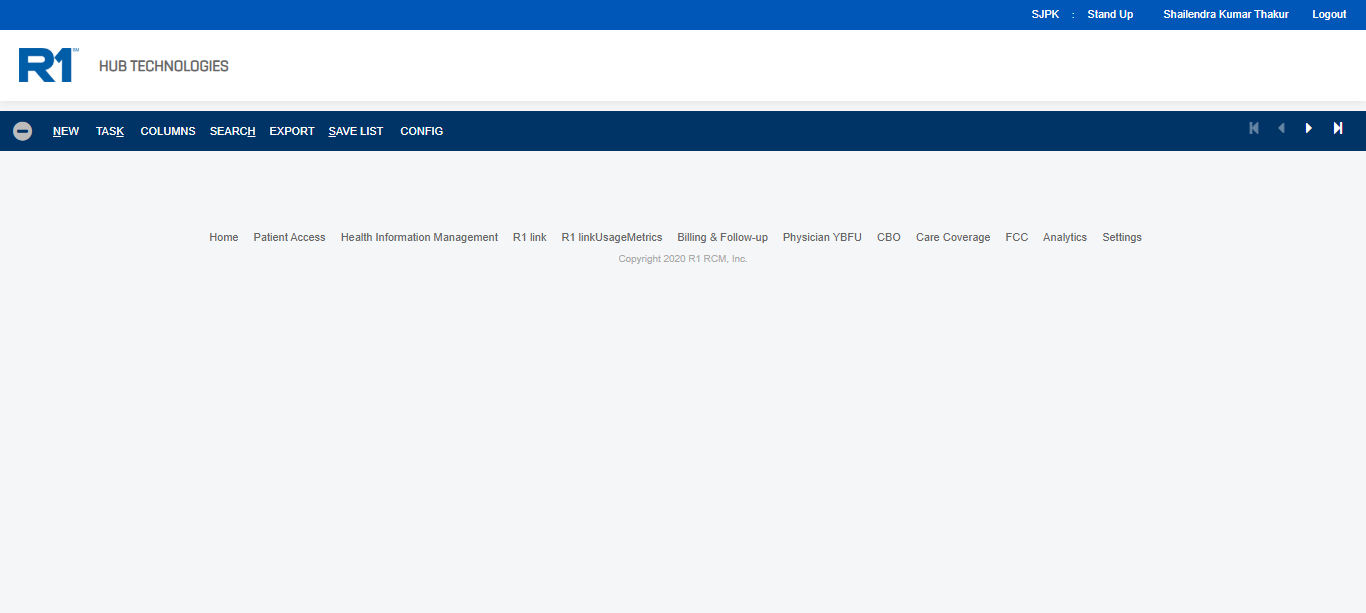 SJPK : Stand Up Shailendra Kumar Thakur Logout
R1 SM HUB TECHNOLOGIES
NEW TASK COLUMNS SEARCH EXPORT SAVE LIST CONFIG
Home Patient Access Health Information Management R1 link R1 linkUsageMetrics Billing & Follow-up Physician YBFU CBO Care Coverage FCC Analytics Settings
Copyright 2020 R1 RCM, Inc.